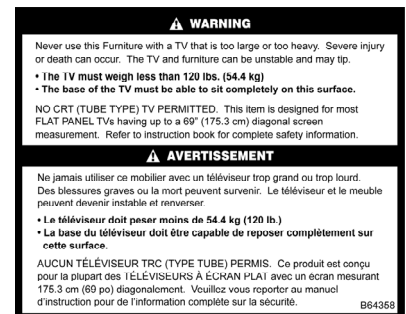 ⚠ WARNING
Never use this Furniture with a TV that is too large or too heavy. Severe injury
or death can occur. The TV and furniture can be unstable and may tip.
• The TV must weigh less than 120 lbs. (54.4 kg)
- The base of the TV must be able to sit completely on this surface.
NO CRT (TUBE TYPE) TV PERMITTED. This item is designed for most
FLAT PANEL TVs having up to a 69" (175.3 cm) diagonal screen
measurement. Refer to instruction book for complete safety information.
⚠ AVERTISSEMENT
Ne jamais utiliser ce mobilier avec un téléviseur trop grand ou trop lourd.
Des blessures graves ou la mort peuvent survenir. Le téléviseur et le meuble
peuvent devenir instable et renverser.
• Le téléviseur doit peser moins de 54.4 kg (120 lb.)
• La base du téléviseur doit être capable de reposer complètement sur
cette surface.
AUCUN TÉLÉVISEUR TRC (TYPE TUBE) PERMIS. Ce produit est conçu
pour la plupart des TÉLÉVISEURS À ÉCRAN PLAT avec un écran mesurant
175.3 cm (69 po) diagonalement. Veuillez vous reporter au manuel
d'instruction pour de l'information complète sur la sécurité.
B64358